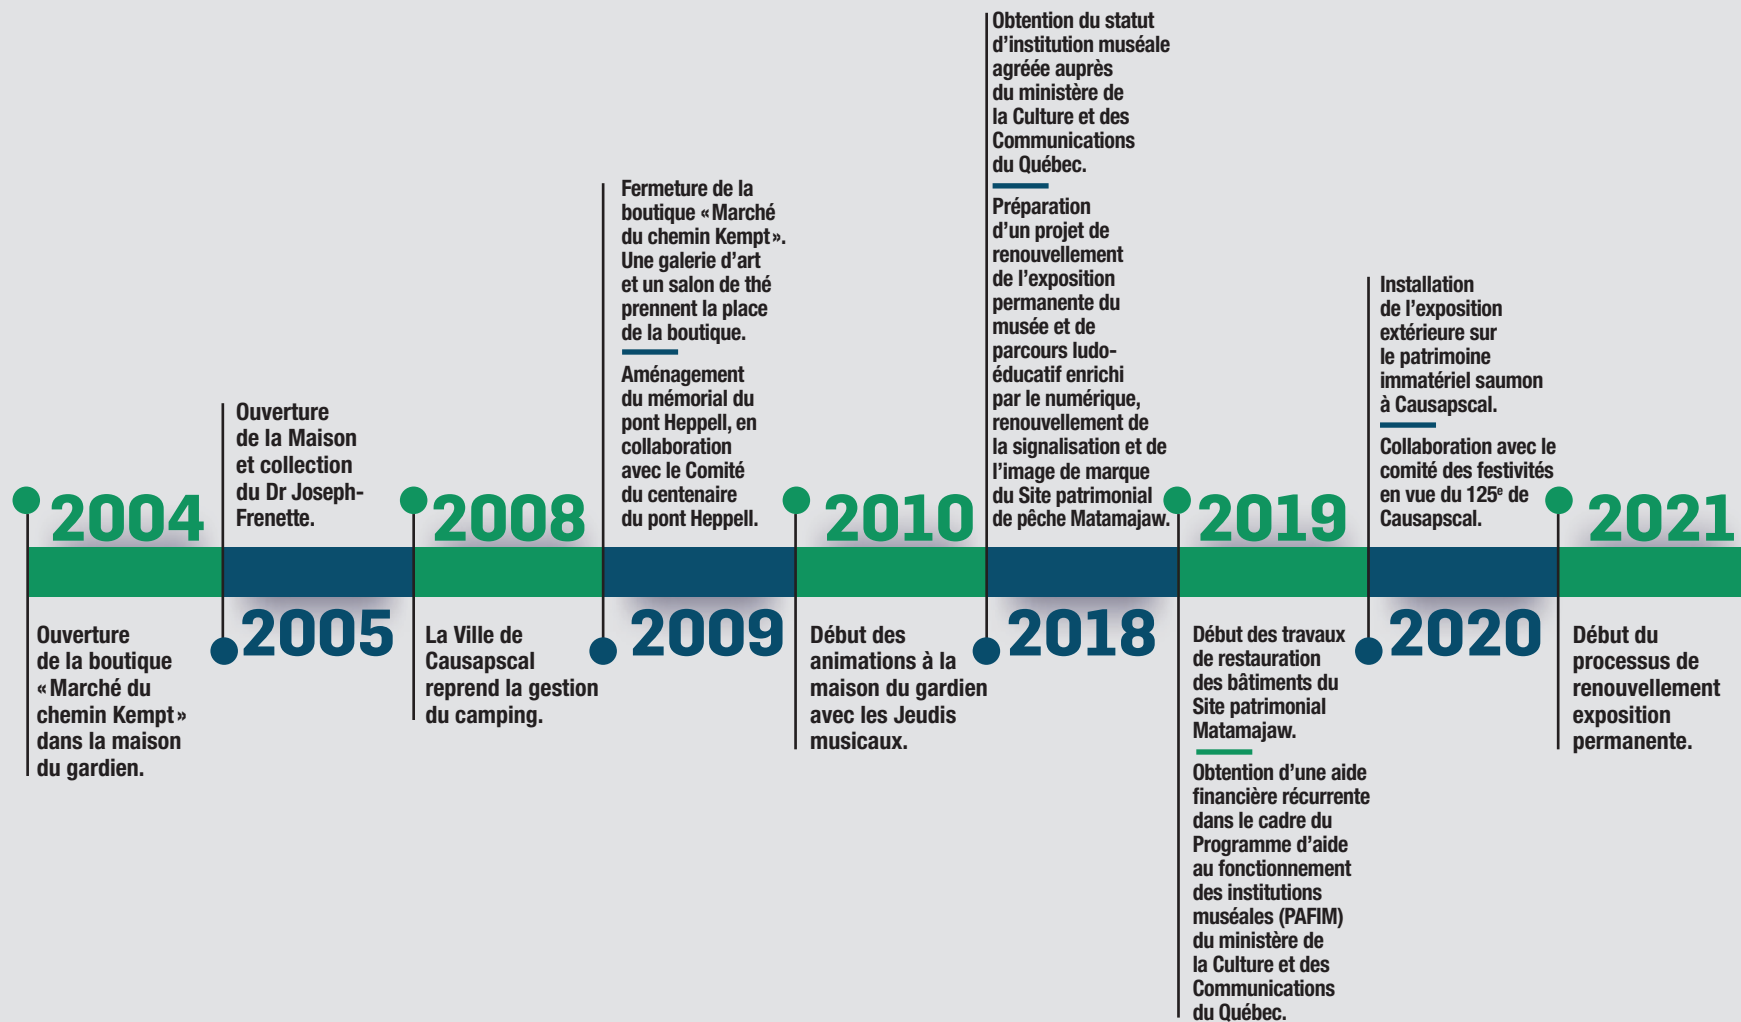 2004
Ouverture
de la boutique
« Marché du
chemin Kempt »
dans la maison
du gardien.
Ouverture
de la Maison
et collection
du Dr Joseph-
Frenette.
2005
2008
La Ville de
Causapscal
reprend la gestion
du camping.
Fermeture de la
boutique « Marché
du chemin Kempt ».
Une galerie d’art
et un salon de thé
prennent la place
de la boutique.
Aménagement
du mémorial du
pont Heppell, en
collaboration
avec le Comité
du centenaire
du pont Heppell.
2009
2010
Début des
animations à la
maison du gardien
avec les Jeudis
musicaux.
Obtention du statut
d’institution muséale
agréée auprès
du ministère de
la Culture et des
Communications
du Québec.
Préparation
d’un projet de
renouvellement
de l’exposition
permanente du
musée et de
parcours ludo-
éducatif enrichi
par le numérique,
renouvellement de
la signalisation et de
l’image de marque
du Site patrimonial
de pêche Matamajaw.
2018
2019
Début des travaux
de restauration
des bâtiments du
Site patrimonial
Matamajaw.
Obtention d’une aide
financière récurrente
dans le cadre du
Programme d’aide
au fonctionnement
des institutions
muséales (PAFIM)
du ministère de
la Culture et des
Communications
du Québec.
Installation
de l’exposition
extérieure sur
le patrimoine
immatériel saumon
à Causapscal.
Collaboration avec le
comité des festivités
en vue du 125e de
Causapscal.
2020
2021
Début du
processus de
renouvellement
exposition
permanente.